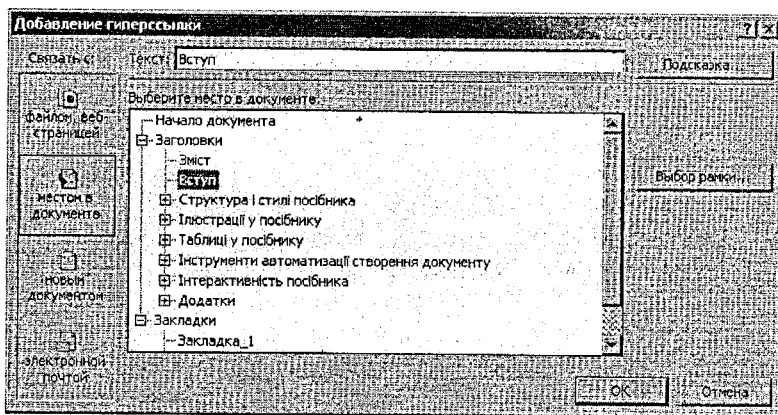 Добавление гиперссылки
Связать с:
Текст: Вступ
Подсказка...
Выберите место в документе:
файлом, веб-
страницей
местом в
документе
новым
документом
электронной
почтой
Начало документа
Заголовки
Зміст
Вступ
Структура і стилі посібника
Ілюстрації у посібнику
Таблиці у посібнику
Інструменти автоматизації створення документу
Інтерактивність посібника
Додатки
Закладки
Закладка_1
Выбор рамки...
OK
Отмена